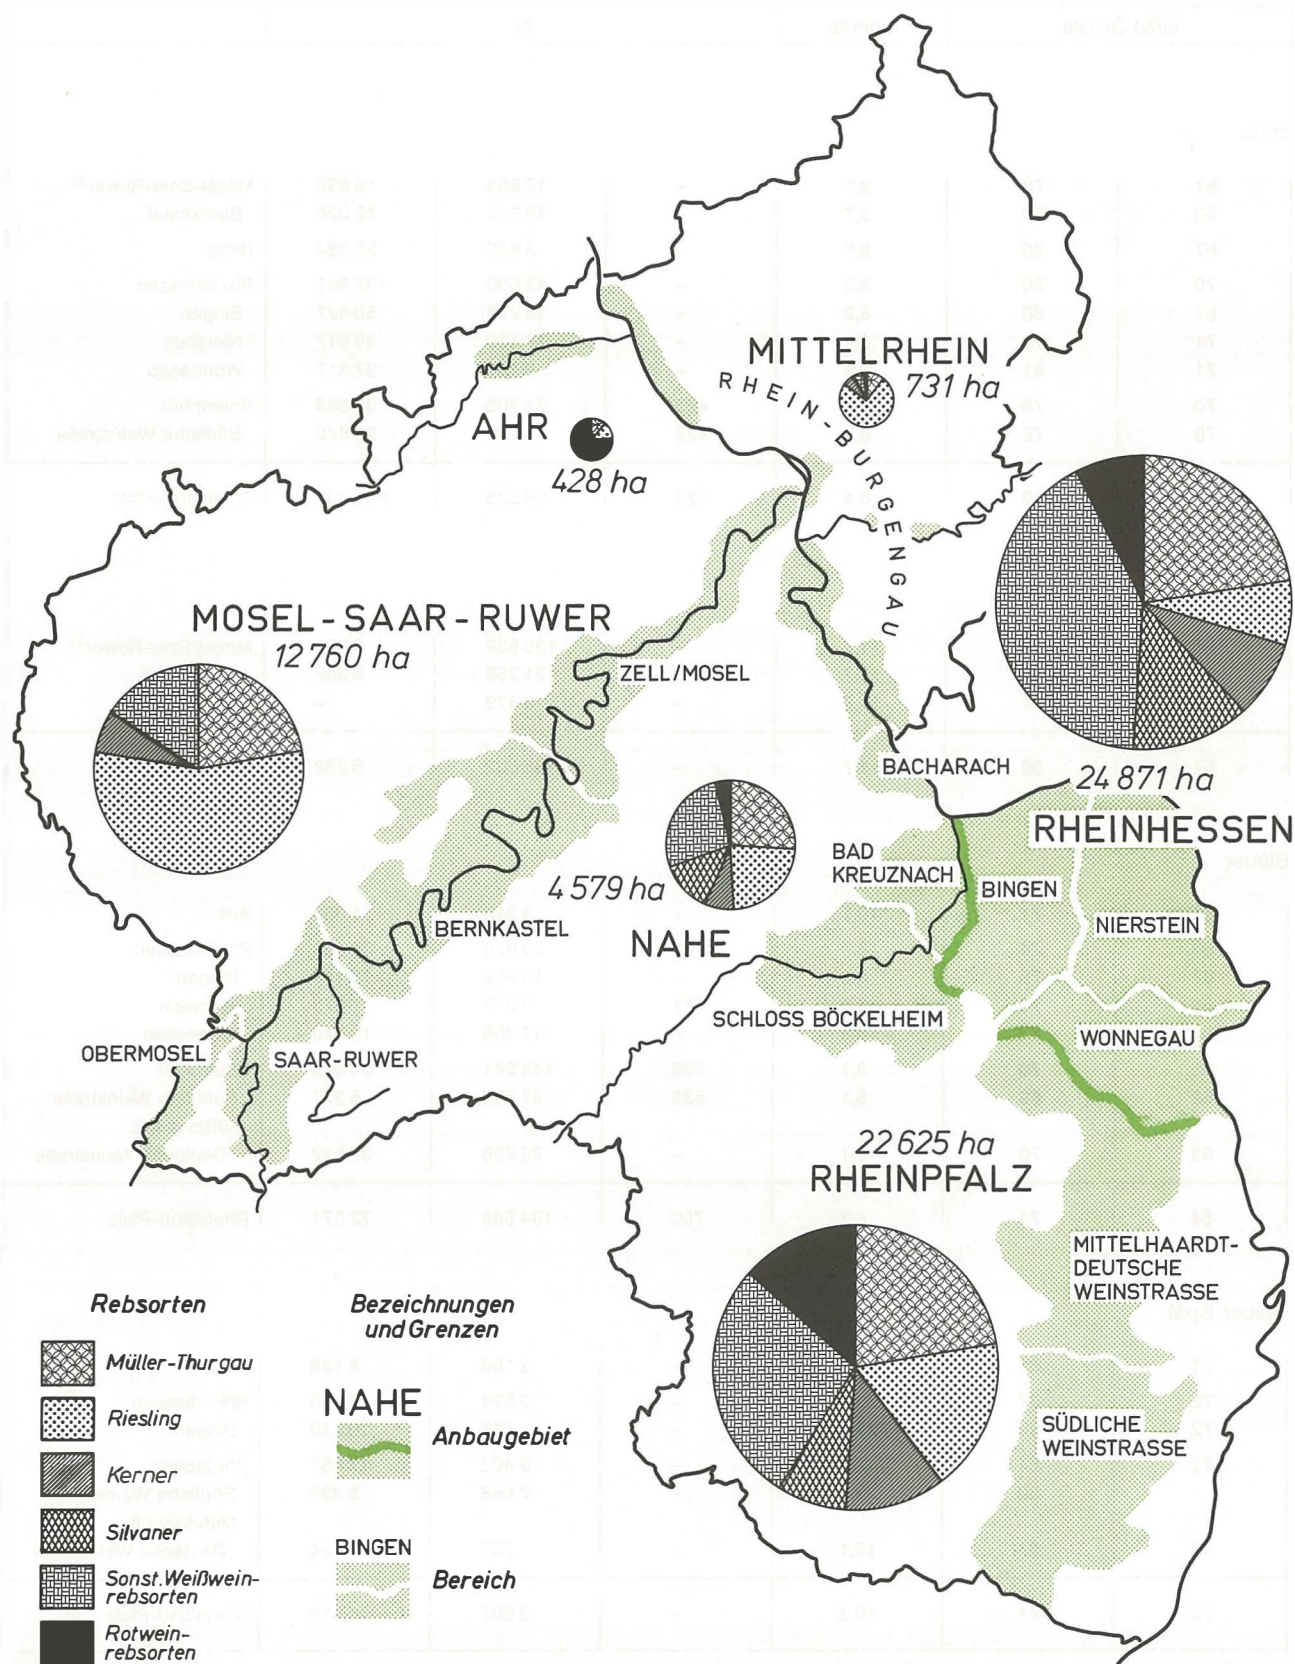 MITTELRHEIN
731 ha
RHEIN-BURGENGAU
AHR
428 ha
MOSEL-SAAR-RUWER
12 760 ha
ZELL/MOSEL
BACHARACH
24 871 ha
RHEINHESSEN
BAD
KREUZNACH
BINGEN
4 579 ha
NIERSTEIN
BERNKASTEL
NAHE
SCHLOSS BÖCKELHEIM
WONNEGAU
OBERMOSEL
SAAR-RUWER
22 625 ha
RHEINPFALZ
MITTELHAARDT-
DEUTSCHE
WEINSTRASSE
SÜDLICHE
WEINSTRASSE
Rebsorten
Müller-Thurgau
Riesling
Kerner
Silvaner
Sonst. Weißwein-
rebsorten
Rotwein-
rebsorten
Bezeichnungen
und Grenzen
NAHE
Anbaugebiet
BINGEN
Bereich